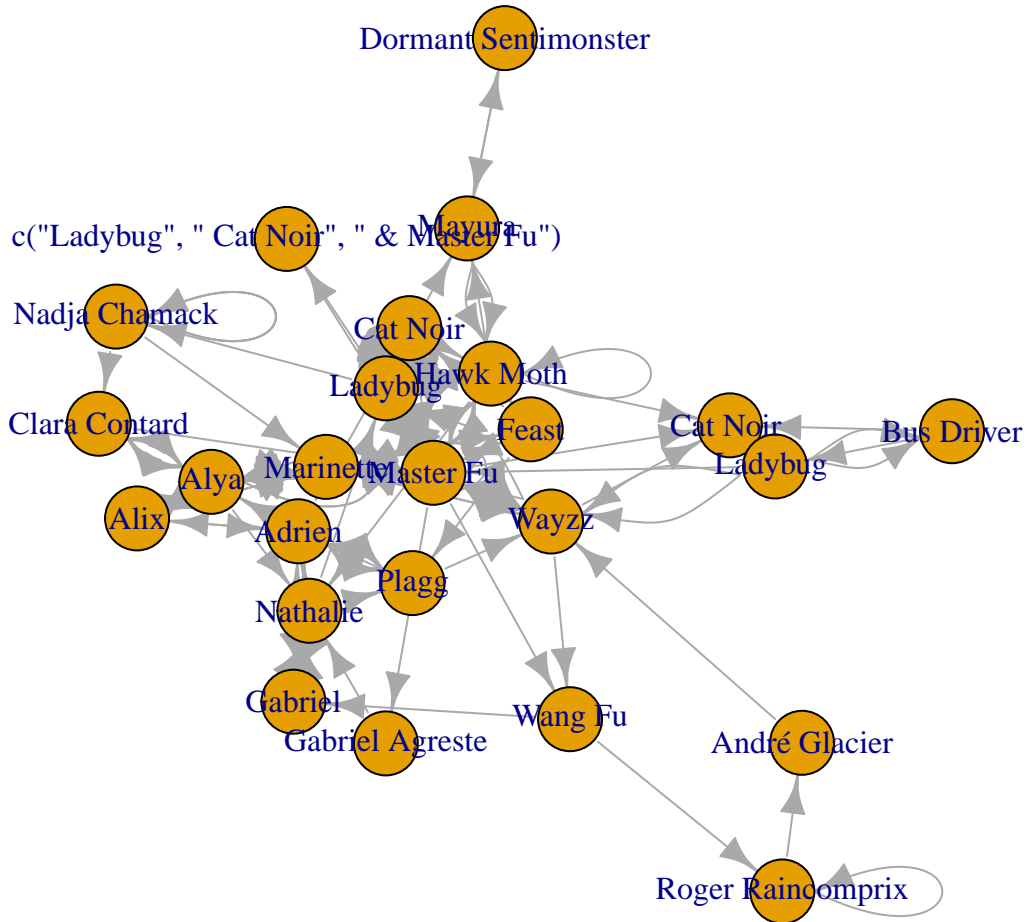 Dormant Sentimonster
Mayura
c("Ladybug", " Cat Noir", " & Master Fu")
Nadja Chamack
Cat Noir
Hawk Moth
Ladybug
Clara Contard
Feast
Cat Noir
Bus Driver
Marinette
Master Fu
Ladybug
Alya
Alix
Adrien
Wayzz
Plagg
Nathalie
Gabriel
Gabriel Agreste
Wang Fu
André Glacier
Roger Raincomprix